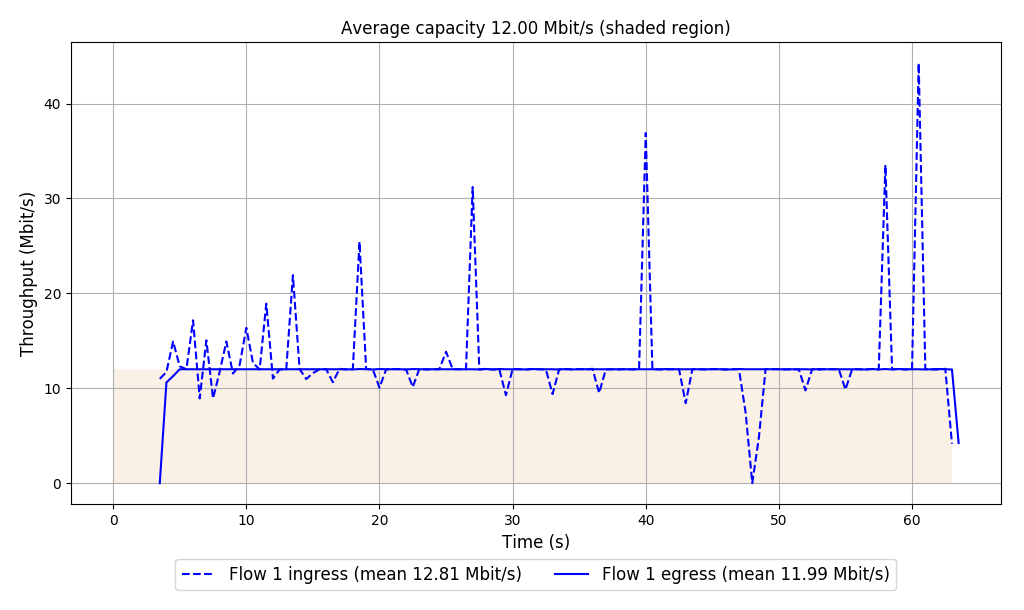 Average capacity 12.00 Mbit/s (shaded region)
Throughput (Mbit/s)
40
30
20
10
0
0 10 20 30 40 50 60
Time (s)
Flow 1 ingress (mean 12.81 Mbit/s) Flow 1 egress (mean 11.99 Mbit/s)